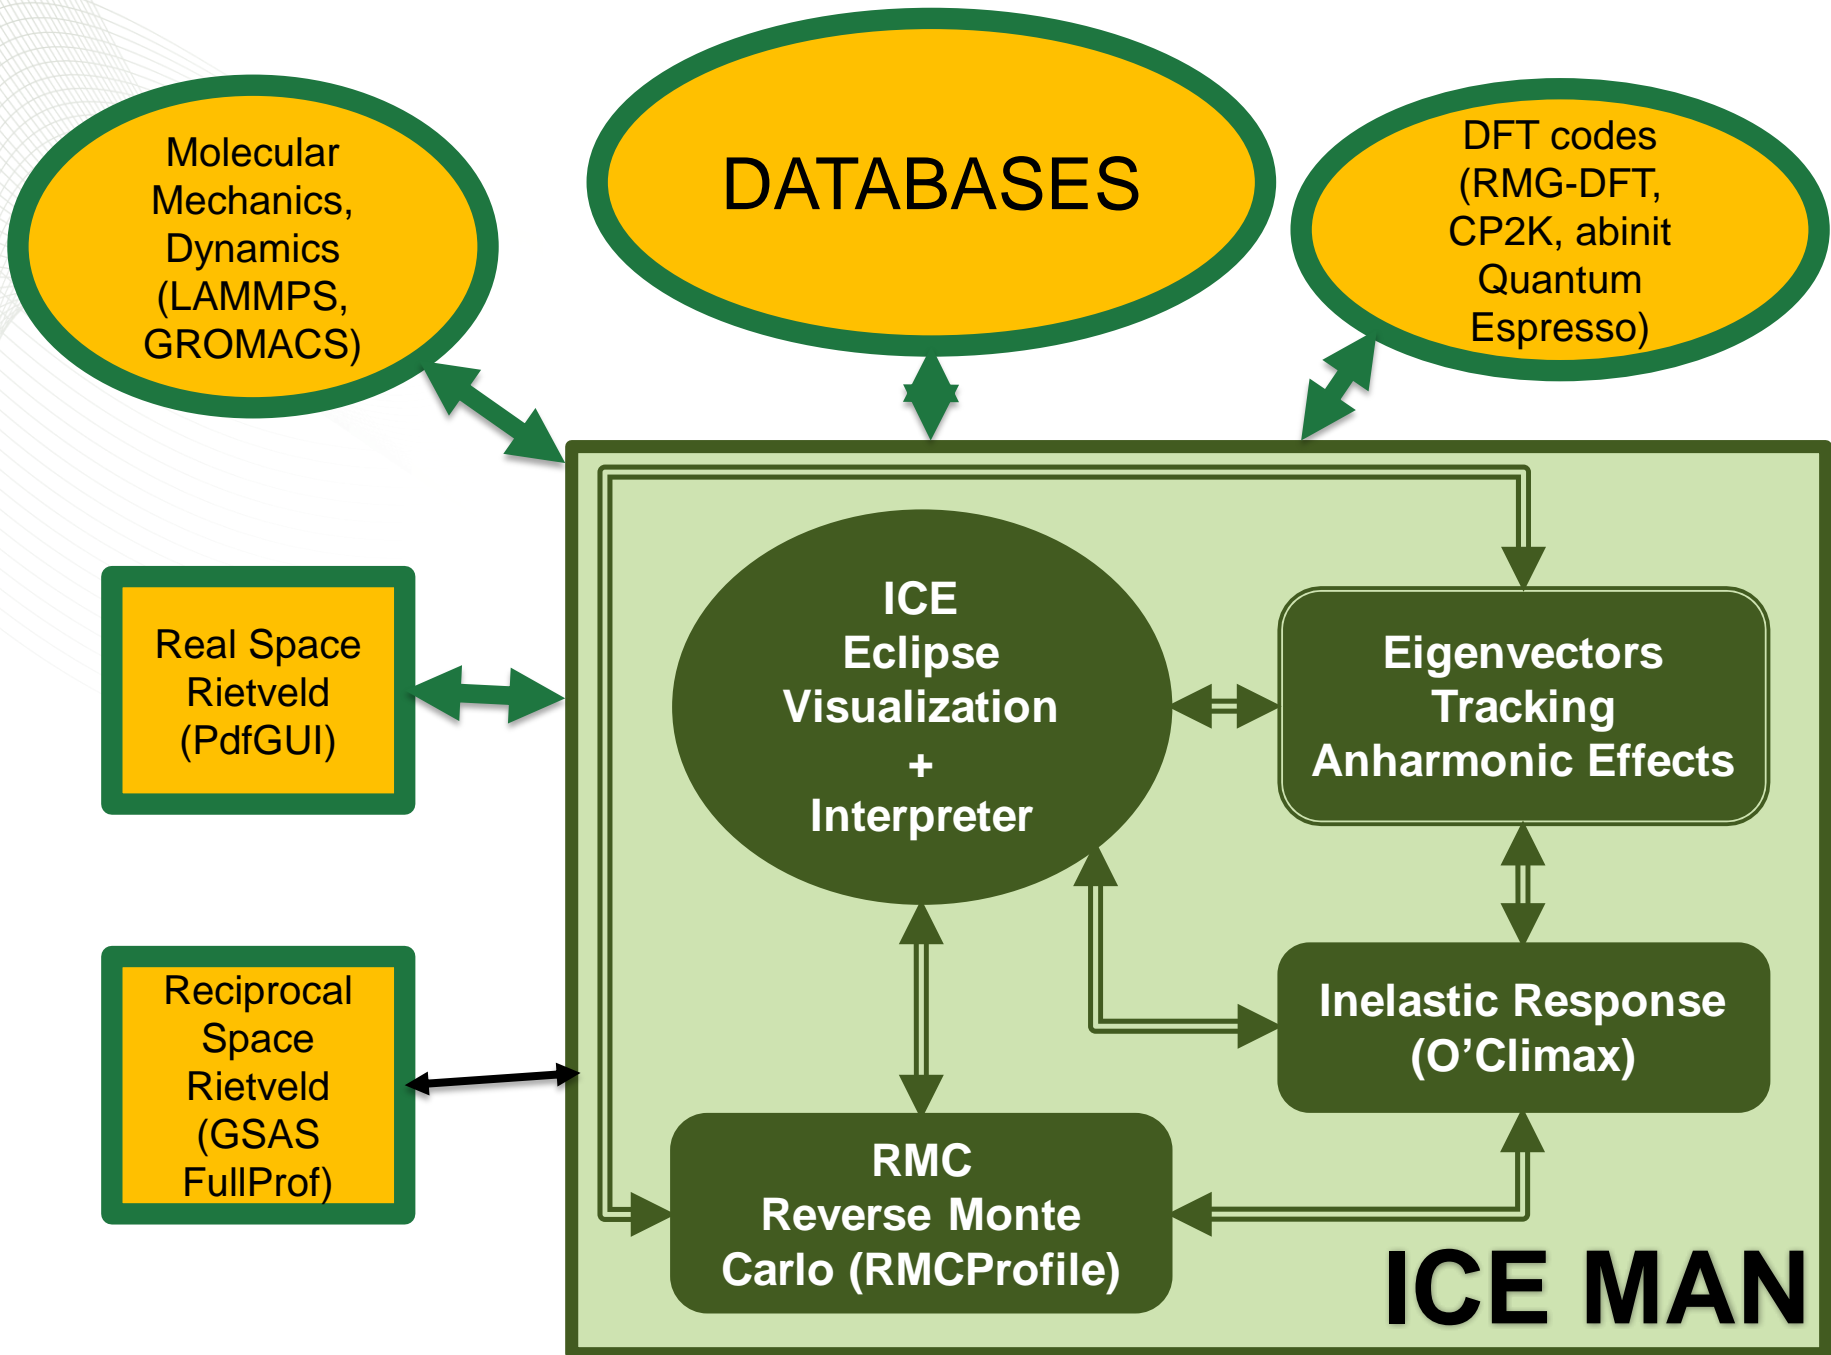 Molecular
Mechanics,
Dynamics
(LAMMPS,
GROMACS)
DATABASES
DFT codes
(RMG-DFT,
CP2K, abinit
Quantum
Espresso)
Real Space
Rietveld
(PdfGUI)
Reciprocal
Space
Rietveld
(GSAS
FullProf)
ICE
Eclipse
Visualization
+
Interpreter
Eigenvectors
Tracking
Anharmonic Effects
Inelastic Response
(O’Climax)
RMC
Reverse Monte
Carlo (RMCProfile)
ICE MAN